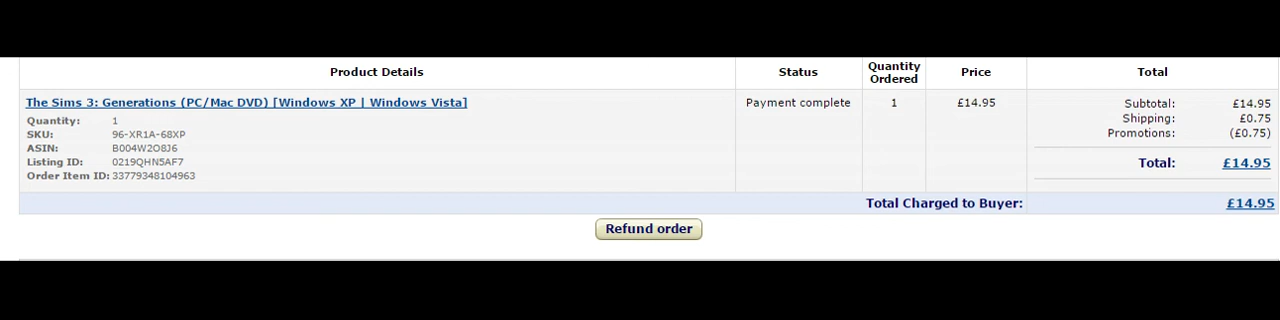 Product Details Status Quantity Ordered Price Total
The Sims 3: Generations (PC/Mac DVD) [Windows XP | Windows Vista] Payment complete 1 £14.95 Subtotal: £14.95
Quantity: 1 Shipping: £0.75
SKU: 96-XR1A-68XP Promotions: (£0.75)
ASIN: B004W2O8J6
Listing ID: 0219QHN5AF7 Total: £14.95
Order Item ID: 33779348104963
Total Charged to Buyer: £14.95
Refund order